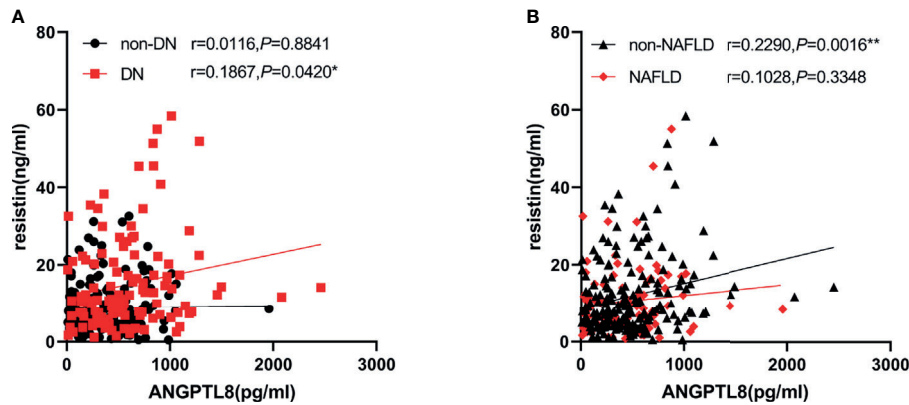 A
non-DN r=0.0116,P=0.8841
DN r=0.1867,P=0.0420*
resistin(ng/ml)
80
60
40
20
0
0 1000 2000 3000
ANGPTL8(pg/ml)
B
non-NAFLD r=0.2290,P=0.0016**
NAFLD r=0.1028,P=0.3348
resistin(ng/ml)
80
60
40
20
0
0 1000 2000 3000
ANGPTL8(pg/ml)